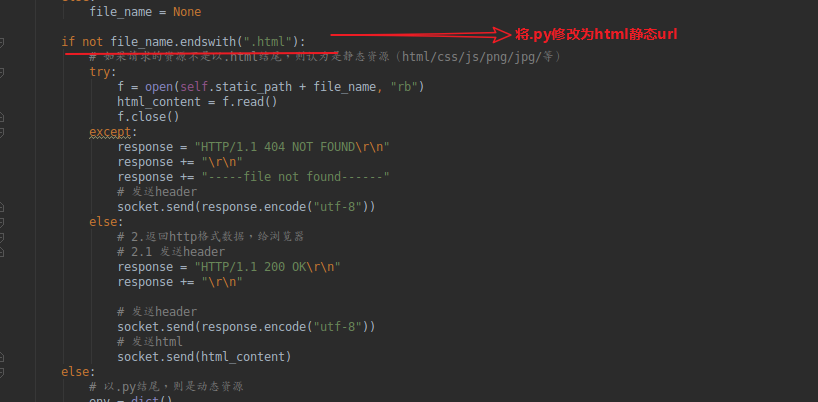 else:
file_name = None
if not file_name.endswith(".html"):
将.py修改为html静态url
# 如果请求的资源不是以.html结尾，则认为是静态资源（html/css/js/png/jpg/等）
try:
f = open(self.static_path + file_name, "rb")
html_content = f.read()
f.close()
except:
response = "HTTP/1.1 404 NOT FOUND\r\n"
response += "\r\n"
response += "-----file not found------"
# 发送header
socket.send(response.encode("utf-8"))
else:
# 2.返回http格式数据，给浏览器
# 2.1 发送header
response = "HTTP/1.1 200 OK\r\n"
response += "\r\n"
# 发送header
socket.send(response.encode("utf-8"))
# 发送html
socket.send(html_content)
else:
# 以.py结尾，则是动态资源
env = dict()